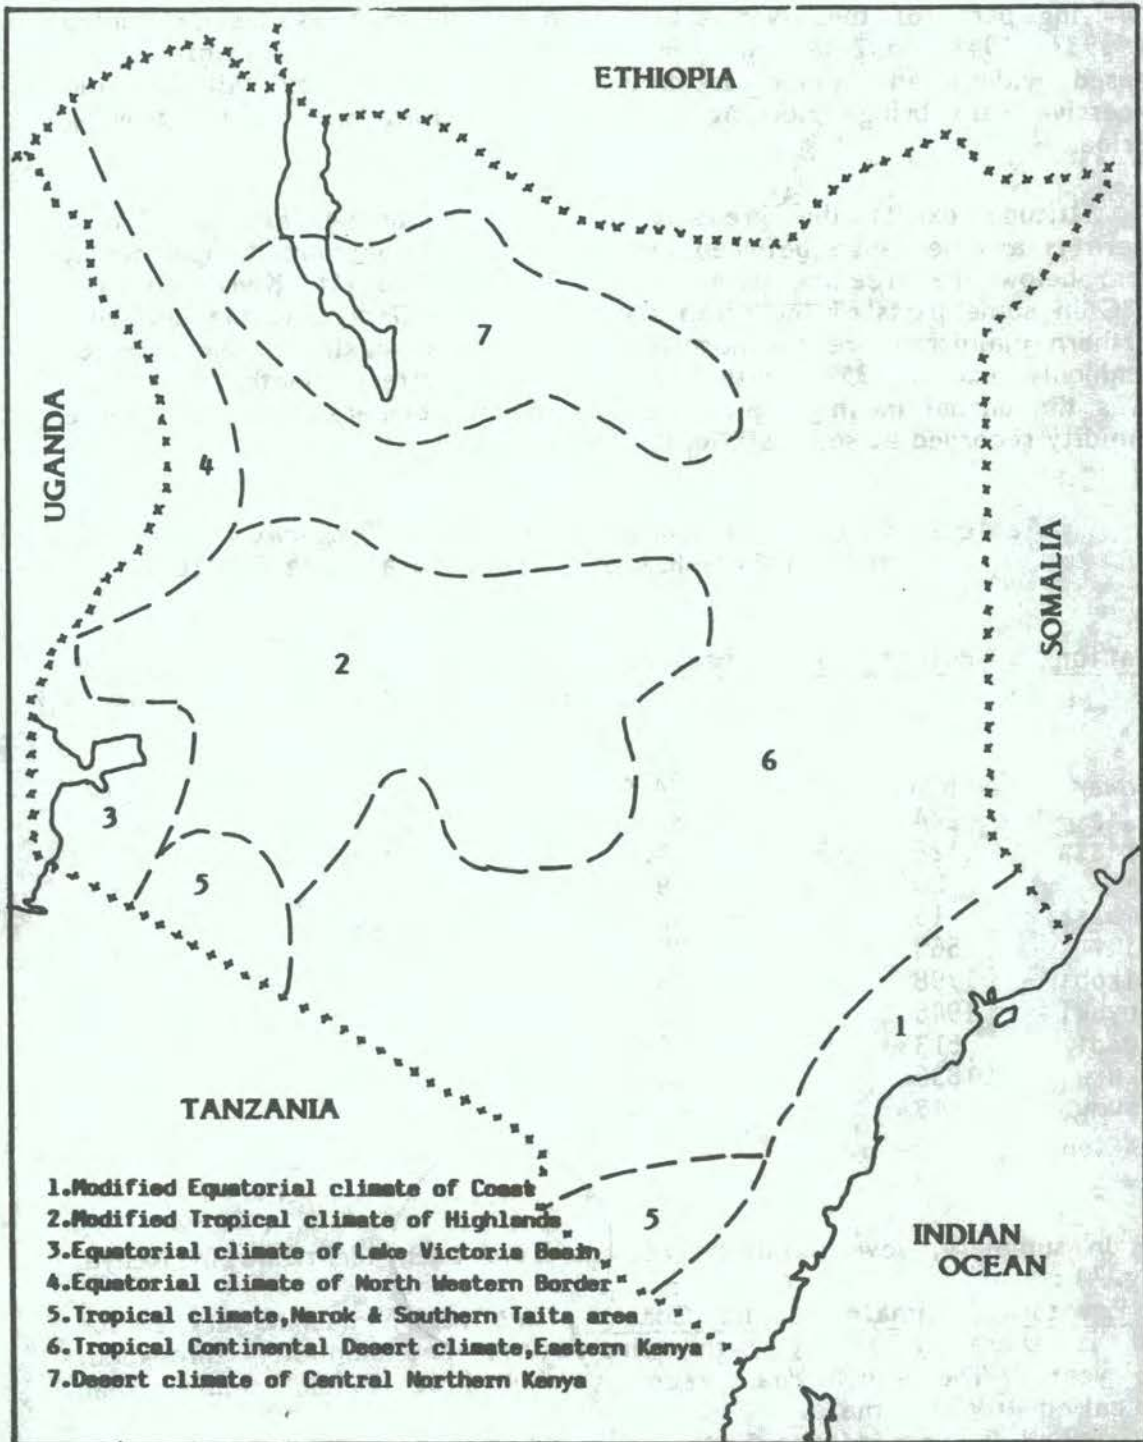 ETHIOPIA
7
UGANDA
4
SOMALIA
2
6
3
5
1
TANZANIA
1.Modified Equatorial climate of Coast
2.Modified Tropical climate of Highlands
3.Equatorial climate of Lake Victoria Basin
4.Equatorial climate of North Western Border
5.Tropical climate,Narok & Southern Taita area
6.Tropical Continental Desert climate,Eastern Kenya
7.Desert climate of Central Northern Kenya
5
INDIAN
OCEAN